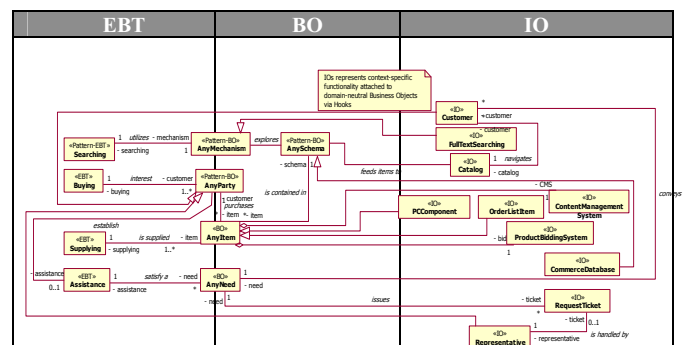 EBT BO IO
IOs represents context-specific
functionality attached to
domain-neutral Business Objects
via Hooks
«IO»
Customer
*
*
customer
- customer
«Pattern-EBT»
Searching
1 utilizes - mechanism
- searching 1
«Pattern-BO»
AnyMechanism
explores
«Pattern-BO»
AnySchema
- schema 1
«IO»
FullTextSearching
feeds items to
«IO»
Catalog
1 navigates
- catalog
«EBT»
Buying
1 interest - customer
- buying 1..*
«Pattern-BO»
AnyParty
1 customer
purchases
* - item *- item
is contained in
- CMS
1
conveys
«IO»
PCComponent
«IO»
OrderListItem
«IO»
ContentManagement
System
establish
«EBT»
Supplying
1 is supplied - item
- supplying 1..*
«BO»
AnyItem
- bid
1
«IO»
ProductBiddingSystem
«IO»
CommerceDatabase
- assistance
0..1
«EBT»
Assistance
1 satisfy a - need
- assistance *
«BO»
AnyNeed
1
- need
- need 1
issues
- ticket
*
«IO»
RequestTicket
- ticket 0..1
«IO»
Representative
1
- representative
is handled by